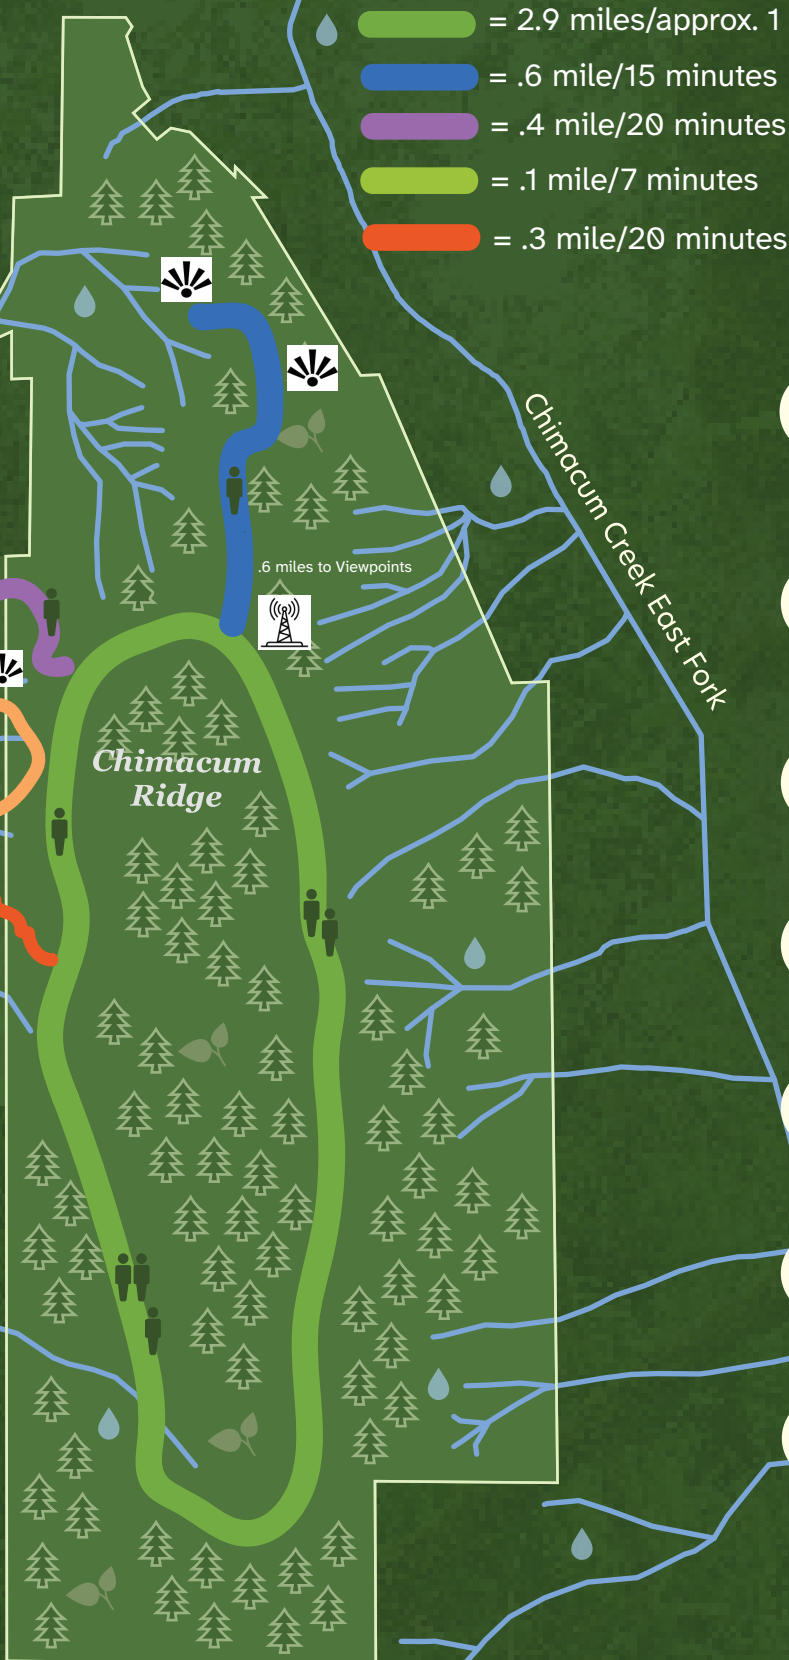 = 2.9 miles/approx. 1
= .6 mile/15 minutes
= .4 mile/20 minutes
= .1 mile/7 minutes
= .3 mile/20 minutes
Chimacum Creek East Fork
.6 miles to Viewpoints
Chimacum
Ridge